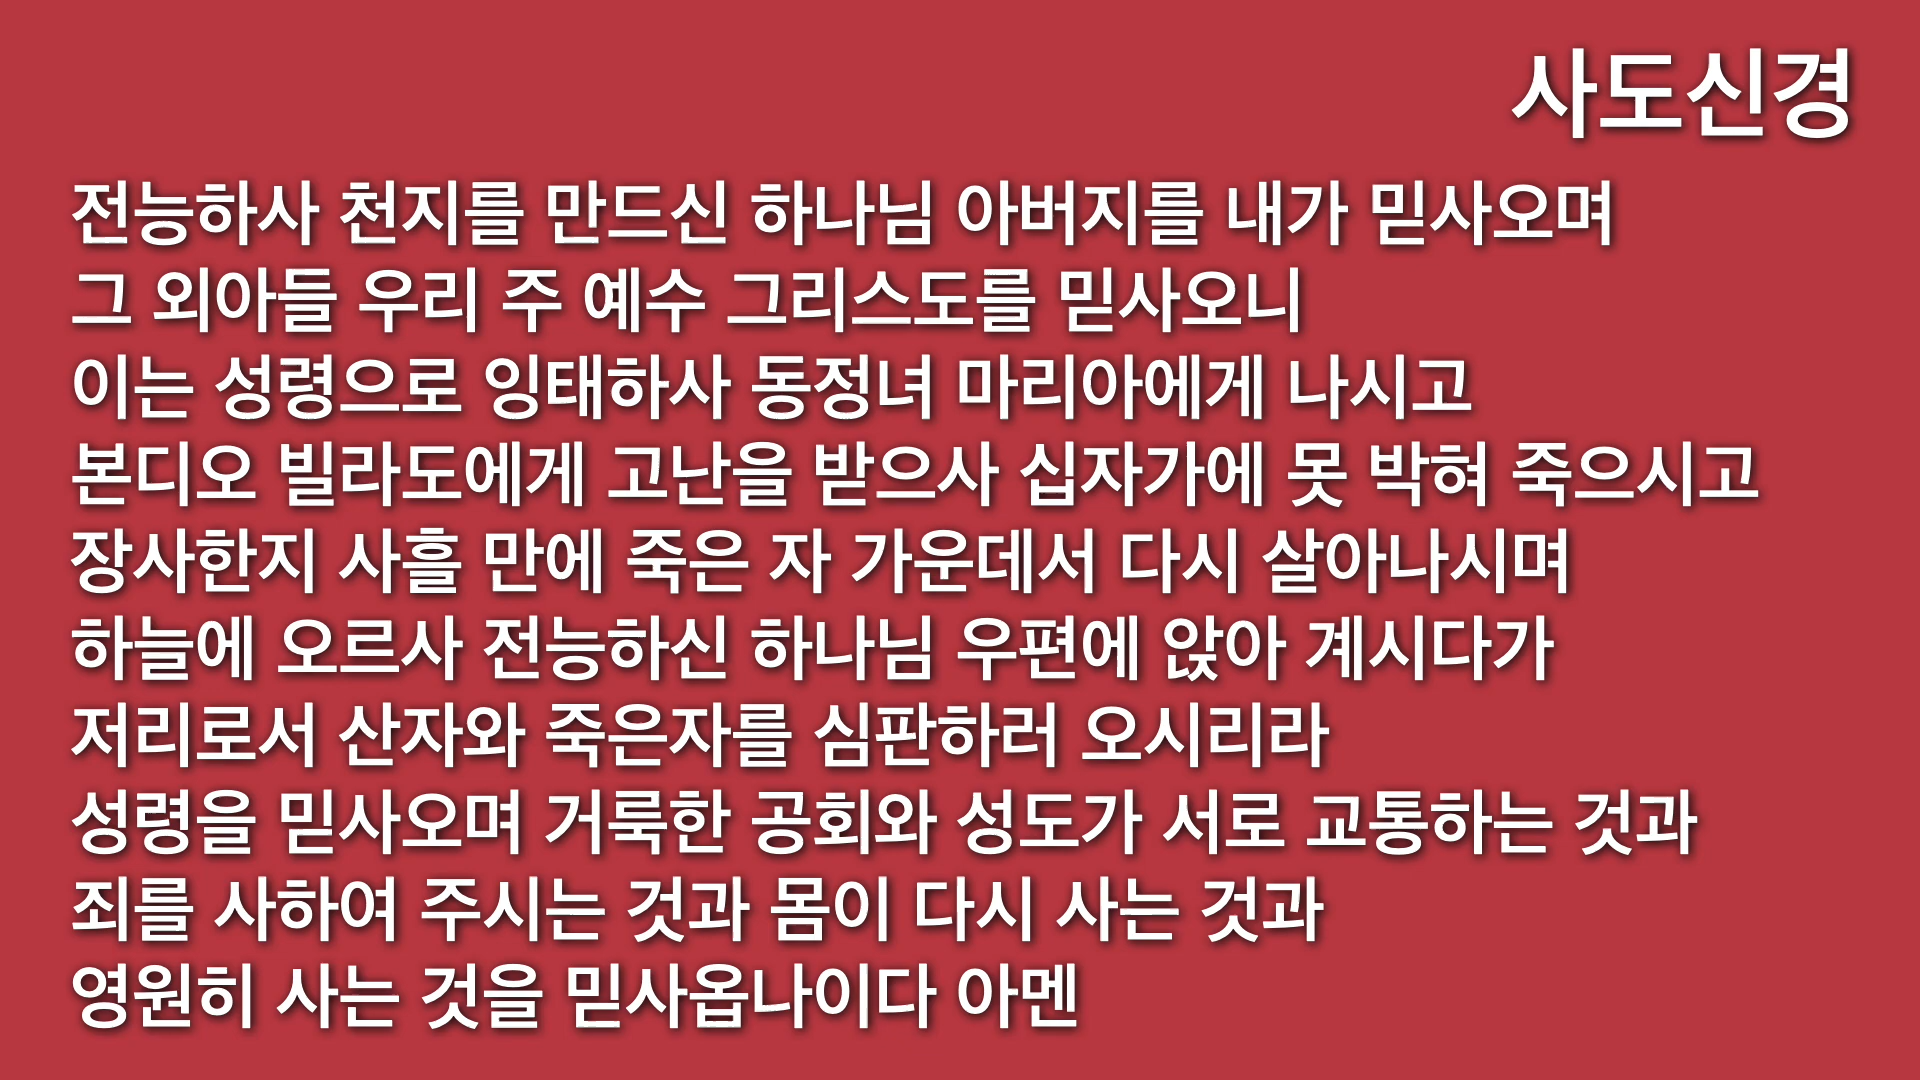 사도신경
전능하사 천지를 만드신 하나님 아버지를 내가 믿사오며
그 외아들 우리 주 예수 그리스도를 믿사오니
이는 성령으로 잉태하사 동정녀 마리아에게 나시고
본디오 빌라도에게 고난을 받으사 십자가에 못 박혀 죽으시고
장사한지 사흘 만에 죽은 자 가운데서 다시 살아나시며
하늘에 오르사 전능하신 하나님 우편에 앉아 계시다가
저리로서 산자와 죽은자를 심판하러 오시리라
성령을 믿사오며 거룩한 공회와 성도가 서로 교통하는 것과
죄를 사하여 주시는 것과 몸이 다시 사는 것과
영원히 사는 것을 믿사옵나이다 아멘